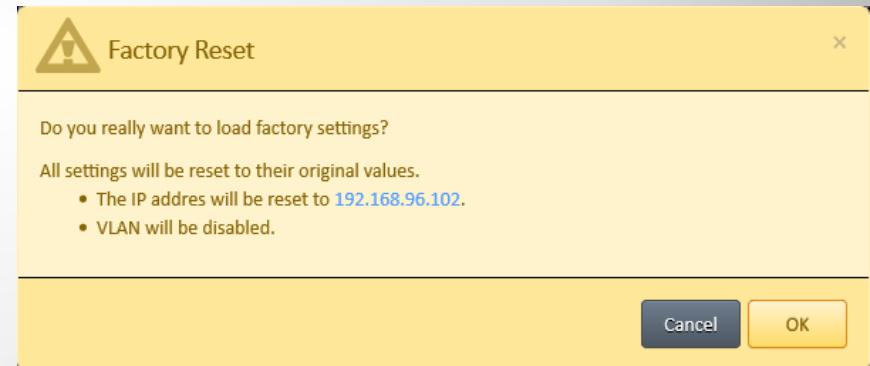 Factory Reset
×
Do you really want to load factory settings?
All settings will be reset to their original values.
• The IP addres will be reset to 192.168.96.102.
• VLAN will be disabled.
Cancel OK